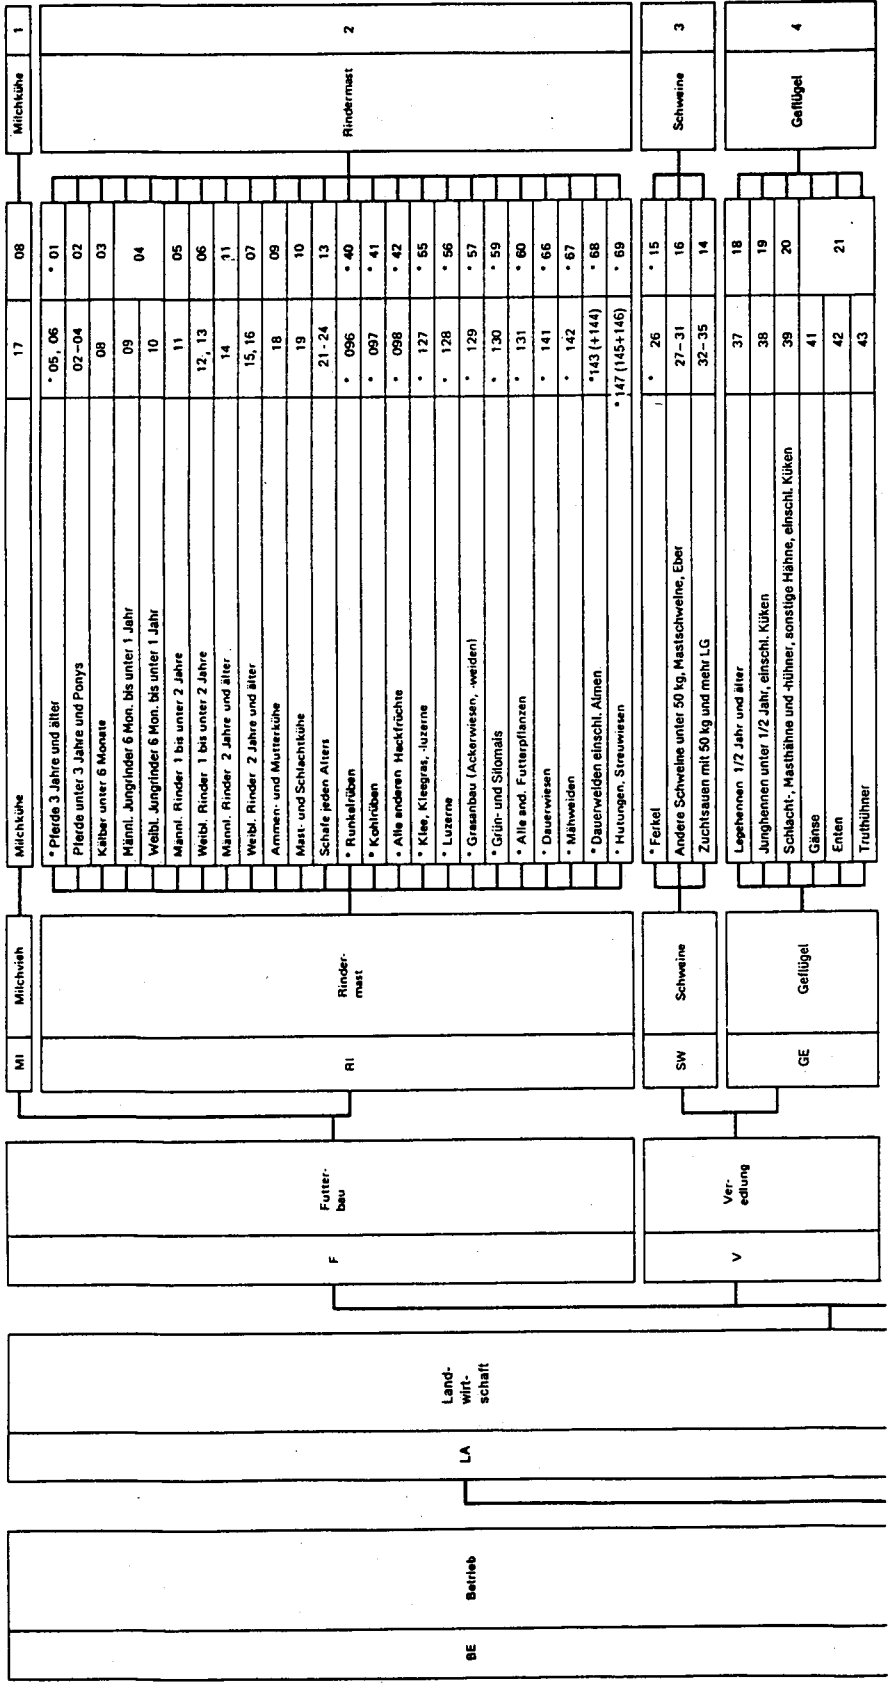 BE
Betrieb
LA
Land-
wirt-
schaft
F
Futter-
bau
V
Ver-
edlung
MI
Milchvieh
RI
Rinder-
mast
SW
Schweine
GE
Geflügel
Milchkühe 17 08
* Pferde 3 Jahre und älter * 05, 06 * 01
Pferde unter 3 Jahre und Ponys 02–04 02
Kälber unter 6 Monate 08 03
Männl. Jungrinder 6 Mon. bis unter 1 Jahr 09 04
Weibl. Jungrinder 6 Mon. bis unter 1 Jahr 10
Männl. Rinder 1 bis unter 2 Jahre 11 05
Weibl. Rinder 1 bis unter 2 Jahre 12, 13 06
Männl. Rinder 2 Jahre und älter 14 11
Weibl. Rinder 2 Jahre und älter 15, 16 07
Ammen- und Mutterkühe 18 09
Mast- und Schlachtkühe 19 10
Schafe jeden Alters 21-24 13
* Runkelrüben * 096 * 40
* Kohlrüben * 097 * 41
* Alle anderen Hackfrüchte * 098 * 42
* Klee, Kleegras, -luzerne * 127 * 55
* Luzerne * 128 * 56
* Grasanbau (Ackerwiesen, -weiden) * 129 * 57
* Grün- und Silomais * 130 * 59
* Alle and. Futterpflanzen * 131 * 60
* Dauerwiesen * 141 * 66
* Mähweiden * 142 * 67
* Dauerweiden einschl. Almen *143 (+144) * 68
* Hutungen, Streuwiesen * 147 (145+146) * 69
* Ferkel * 26 * 15
Andere Schweine unter 50 kg, Mastschweine, Eber 27–31 16
Zuchtsauen mit 50 kg und mehr LG 32–35 14
Legehennen 1/2 Jahr und älter 37 18
Junghennen unter 1/2 Jahr, einschl. Küken 38 19
Schlacht-, Masthähne und -hühner, sonstige Hähne, einschl. Küken 39 20
Gänse 41 21
Enten 42
Truthühner 43
Milchkühe 1
Rindermast 2
Schweine 3
Geflügel 4